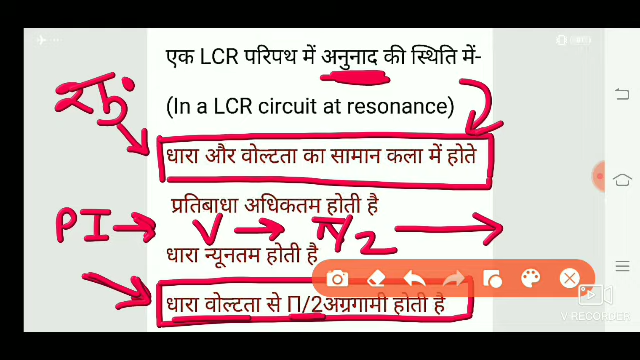 एक LCR परिपथ में अनुनाद की स्थिति में-
(In a LCR circuit at resonance)
धारा और वोल्टता का सामान कला में होते
प्रतिबाधा अधिकतम होती है
PI → V → π/2 →
धारा न्यूनतम होती है
धारा वोल्टता से Π/2अग्रगामी होती है
V RECORDER